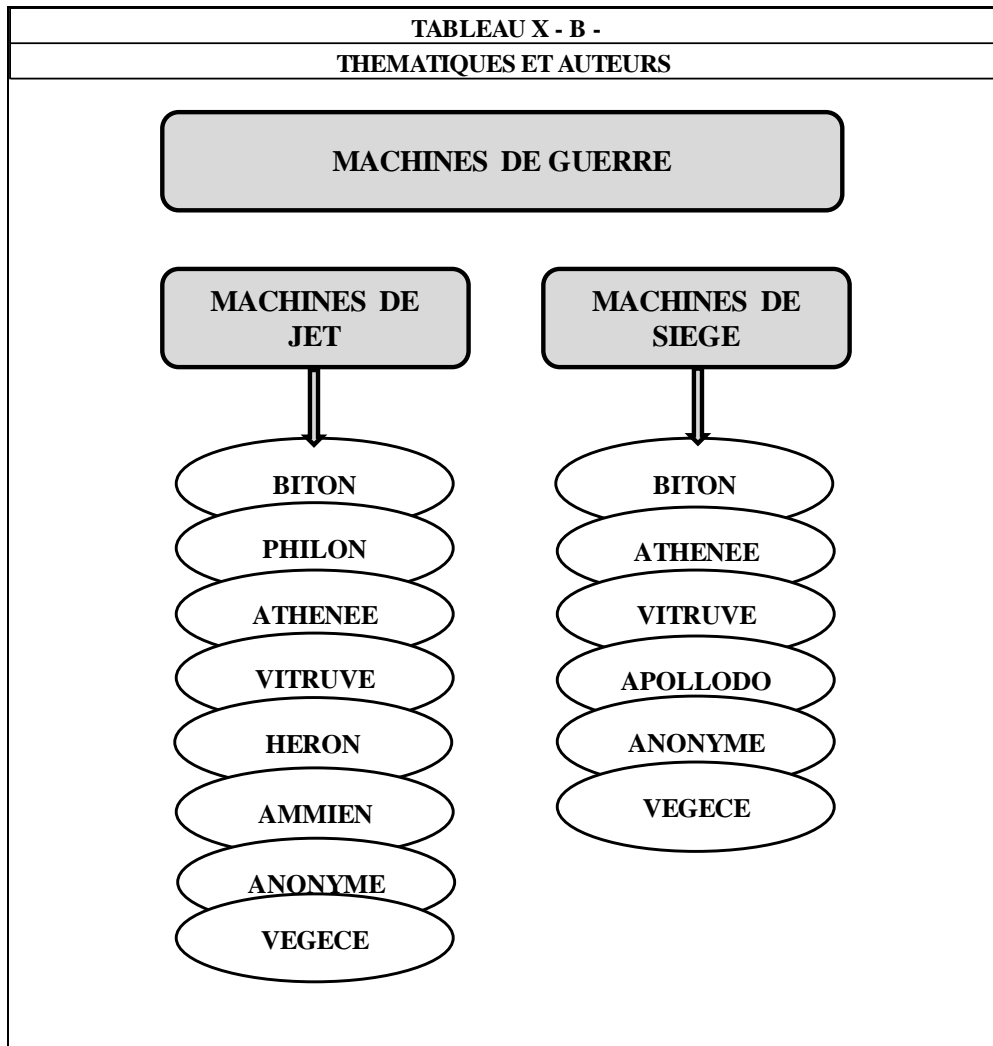 TABLEAU X - B -
THEMATIQUES ET AUTEURS
MACHINES DE GUERRE
MACHINES DE
JET
BITON
PHILON
ATHENEE
VITRUVE
HERON
AMMIEN
ANONYME
VEGECE
MACHINES DE
SIEGE
BITON
ATHENEE
VITRUVE
APOLLODO
ANONYME
VEGECE